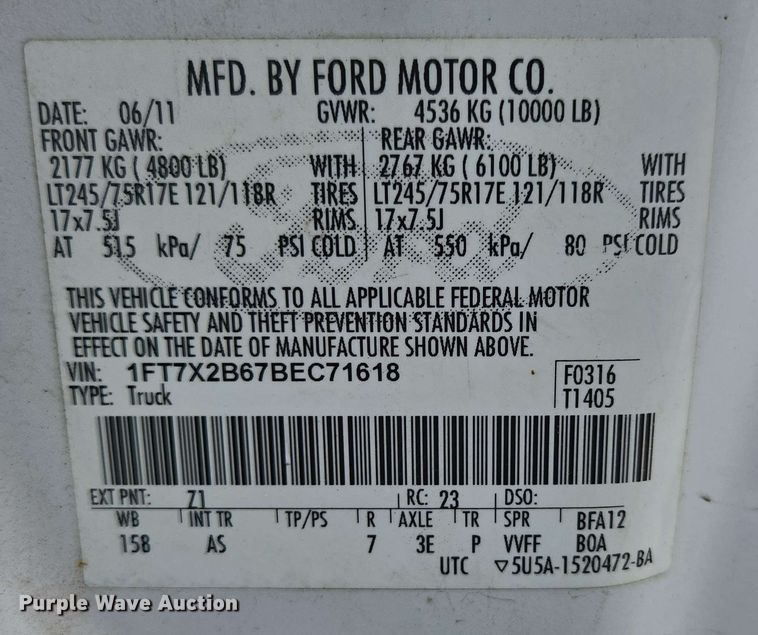 MFD. BY FORD MOTOR CO.
DATE: 06/11 GVWR: 4536 KG (10000 LB)
FRONT GAWR: REAR GAWR:
2177 KG ( 4800 LB) WITH 2767 KG ( 6100 LB) WITH
LT245/75R17E 121/118R TIRES LT245/75R17E 121/118R TIRES
17x7.5J RIMS 17x7.5J RIMS
AT 515 kPa/ 75 PSI COLD AT 550 kPa/ 80 PSI COLD
THIS VEHICLE CONFORMS TO ALL APPLICABLE FEDERAL MOTOR
VEHICLE SAFETY AND THEFT PREVENTION STANDARDS IN
EFFECT ON THE DATE OF MANUFACTURE SHOWN ABOVE.
VIN: 1FT7X2B67BEC71618 F0316
TYPE: Truck T1405
EXT PNT: Z1 RC: 23 DSO:
WB INT TR TP/PS R AXLE TR SPR BFA12
158 AS 7 3E P VVFF BOA
UTC ▽5U5A-1520472-BA
Purple Wave Auction